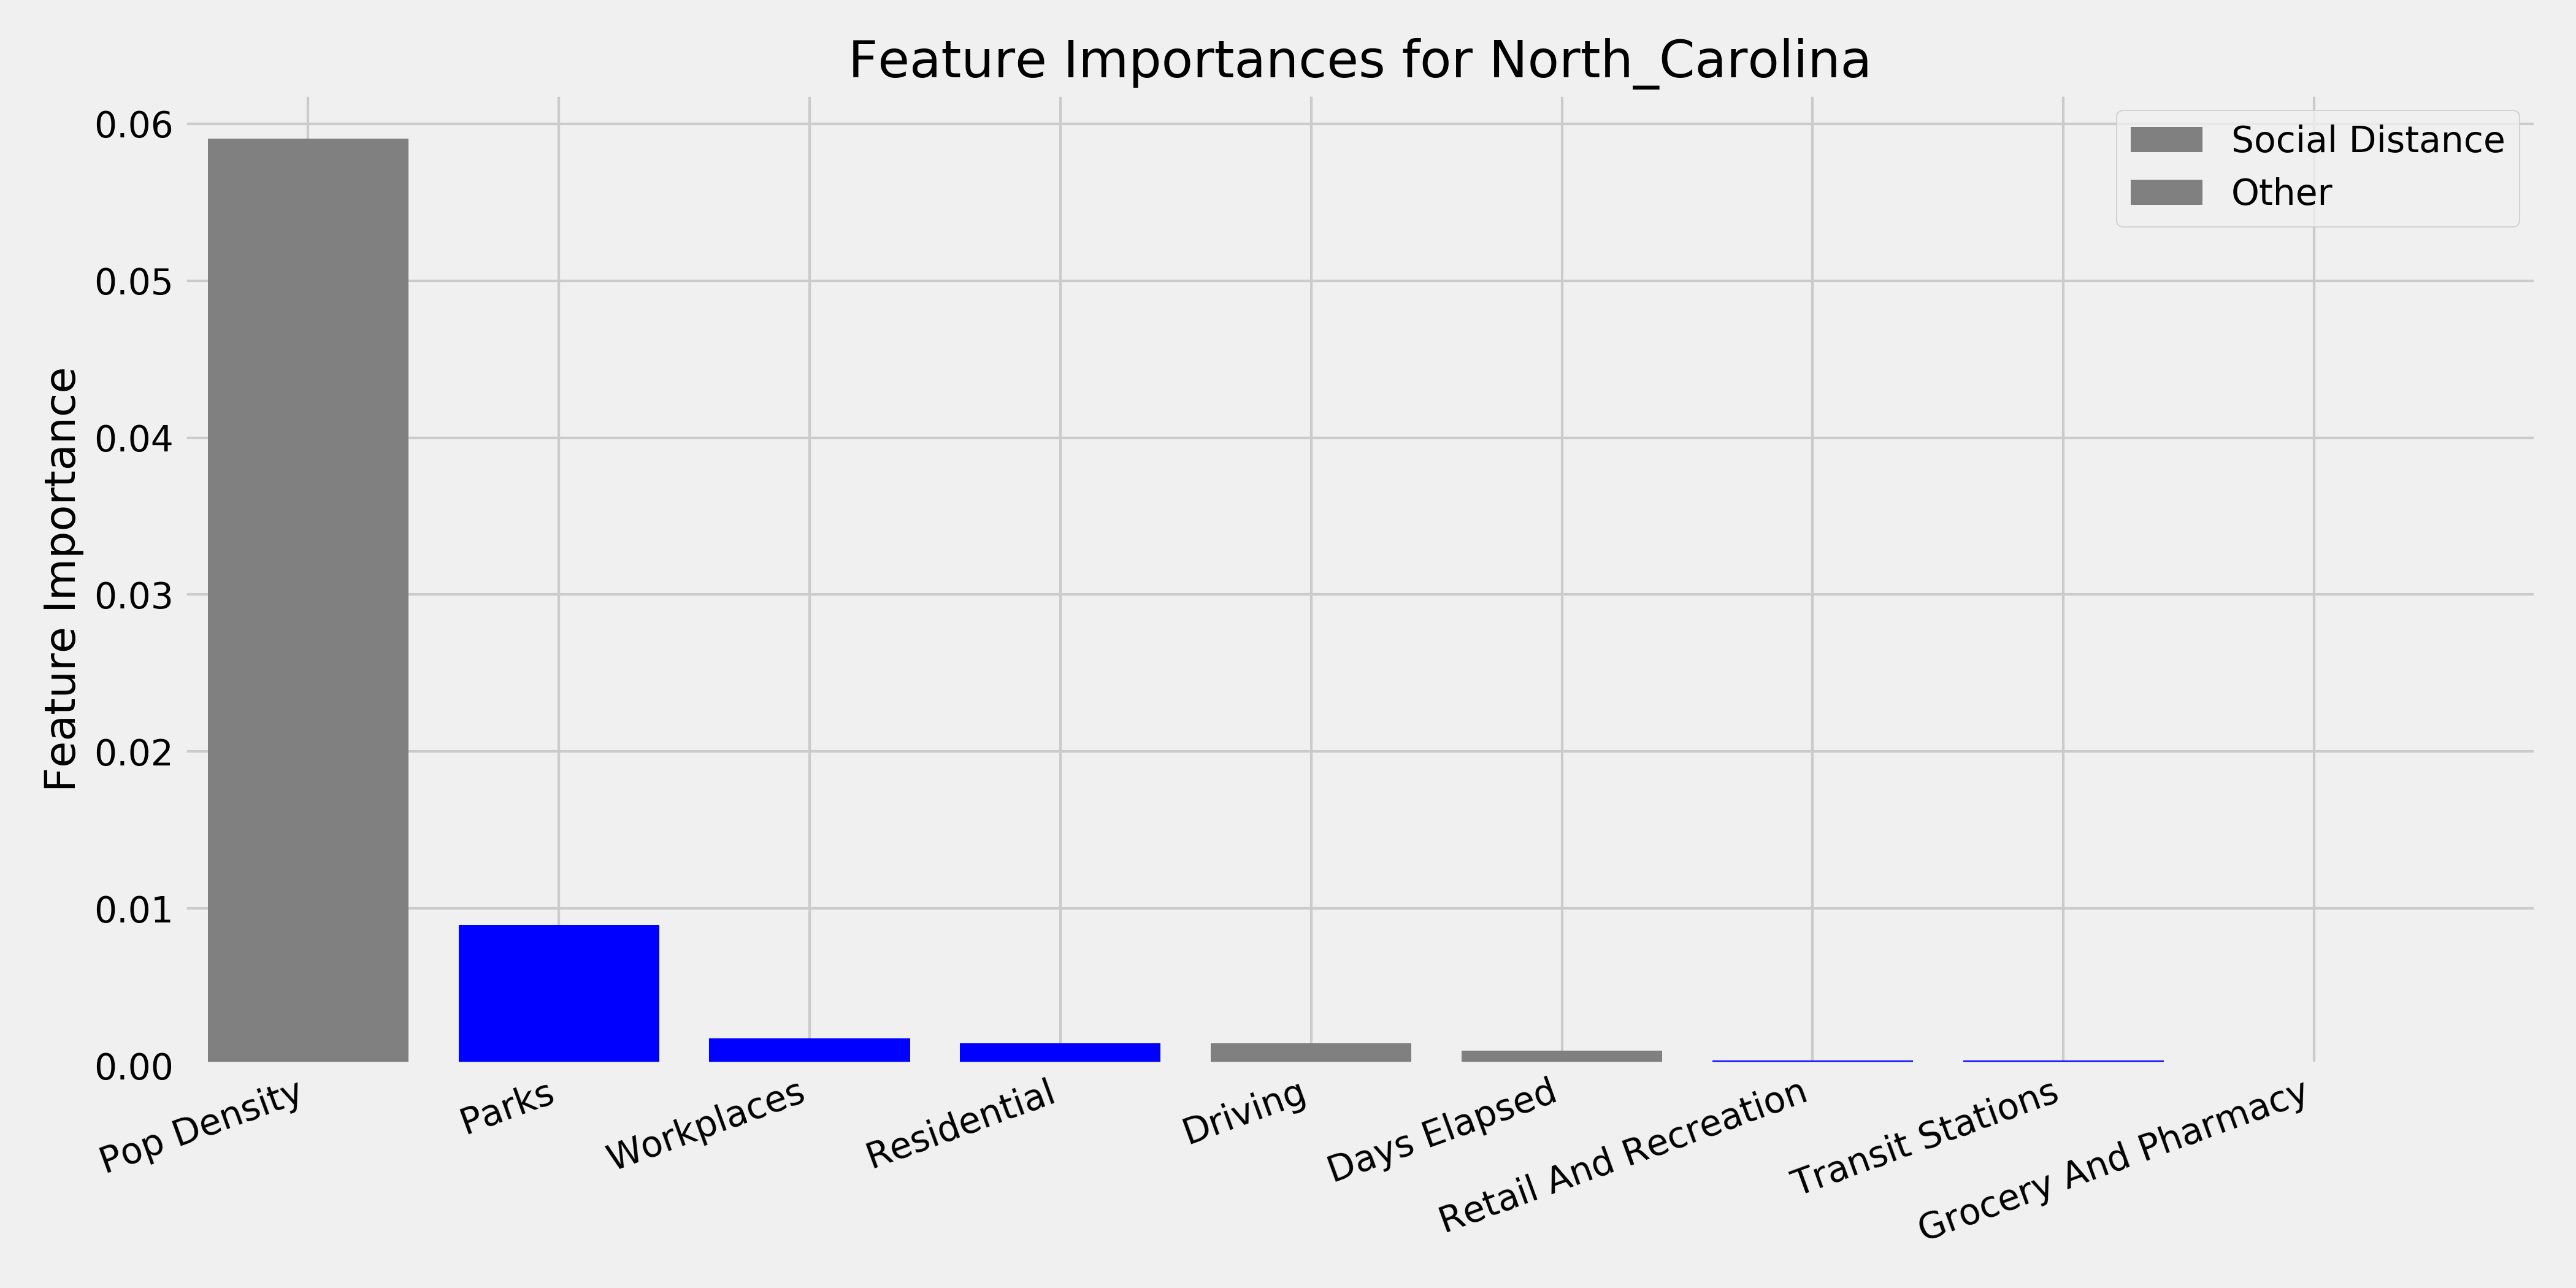 Feature Importances for North_Carolina
Social Distance
Other
Feature Importance
0.06
0.05
0.04
0.03
0.02
0.01
0.00
Pop Density
Parks
Workplaces
Residential
Driving
Days Elapsed
Retail And Recreation
Transit Stations
Grocery And Pharmacy